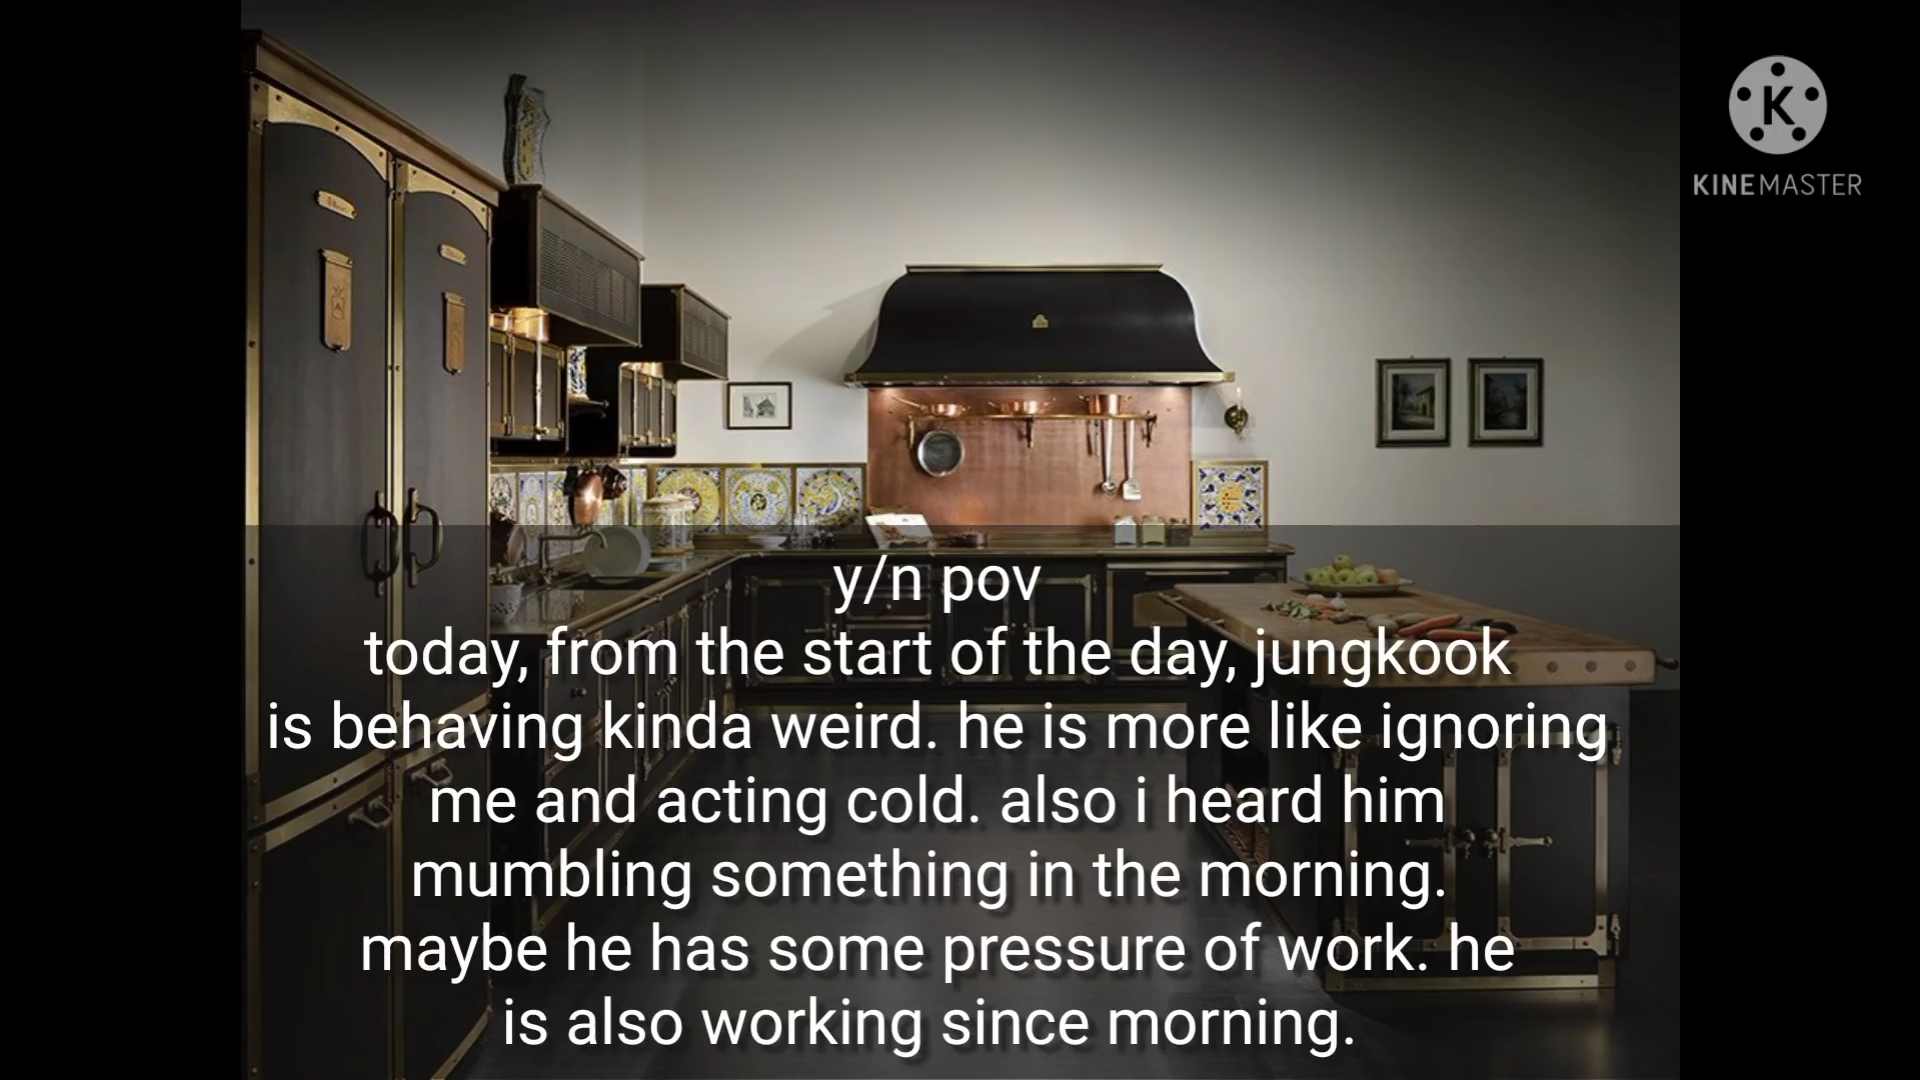 KINEMASTER
y/n pov
today, from the start of the day, jungkook
is behaving kinda weird. he is more like ignoring
me and acting cold. also i heard him
mumbling something in the morning.
maybe he has some pressure of work. he
is also working since morning.